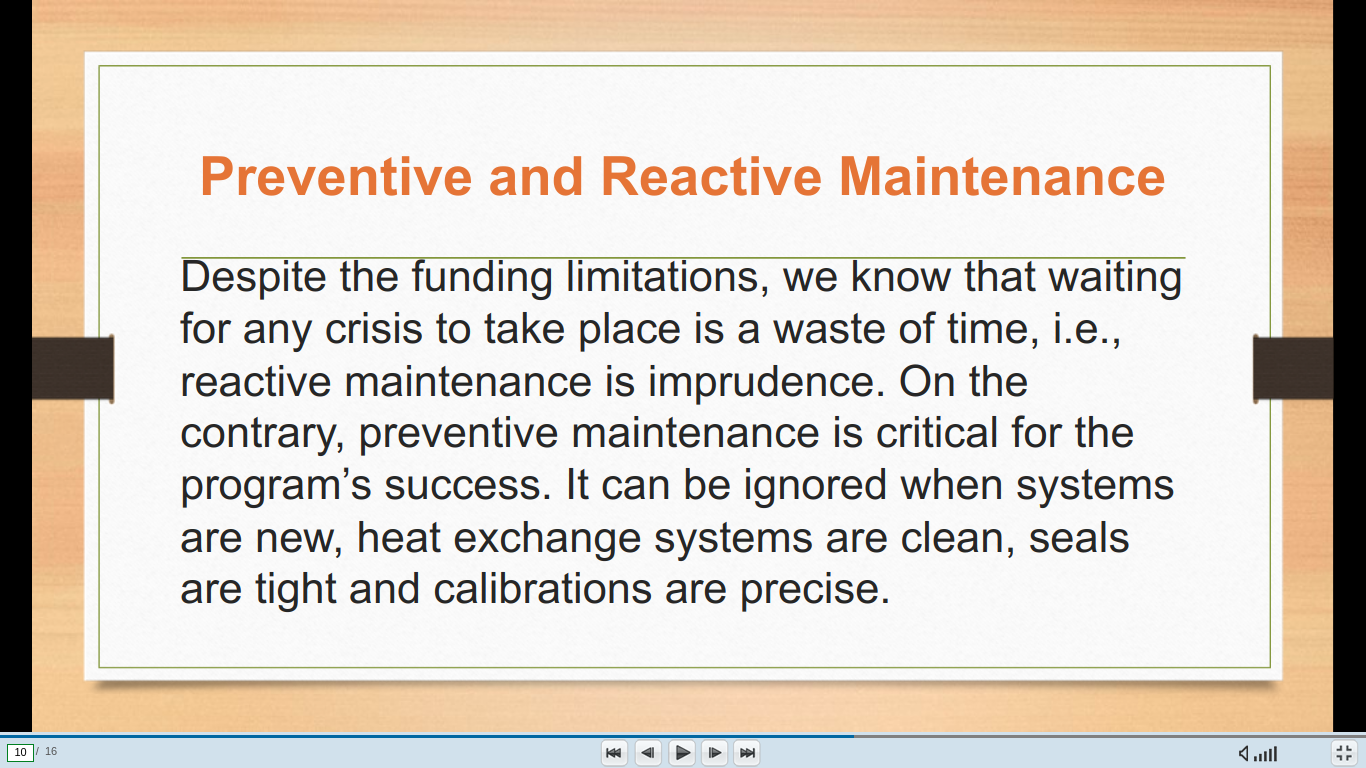 Preventive and Reactive Maintenance
Despite the funding limitations, we know that waiting
for any crisis to take place is a waste of time, i.e.,
reactive maintenance is imprudence. On the
contrary, preventive maintenance is critical for the
program’s success. It can be ignored when systems
are new, heat exchange systems are clean, seals
are tight and calibrations are precise.
10 / 16